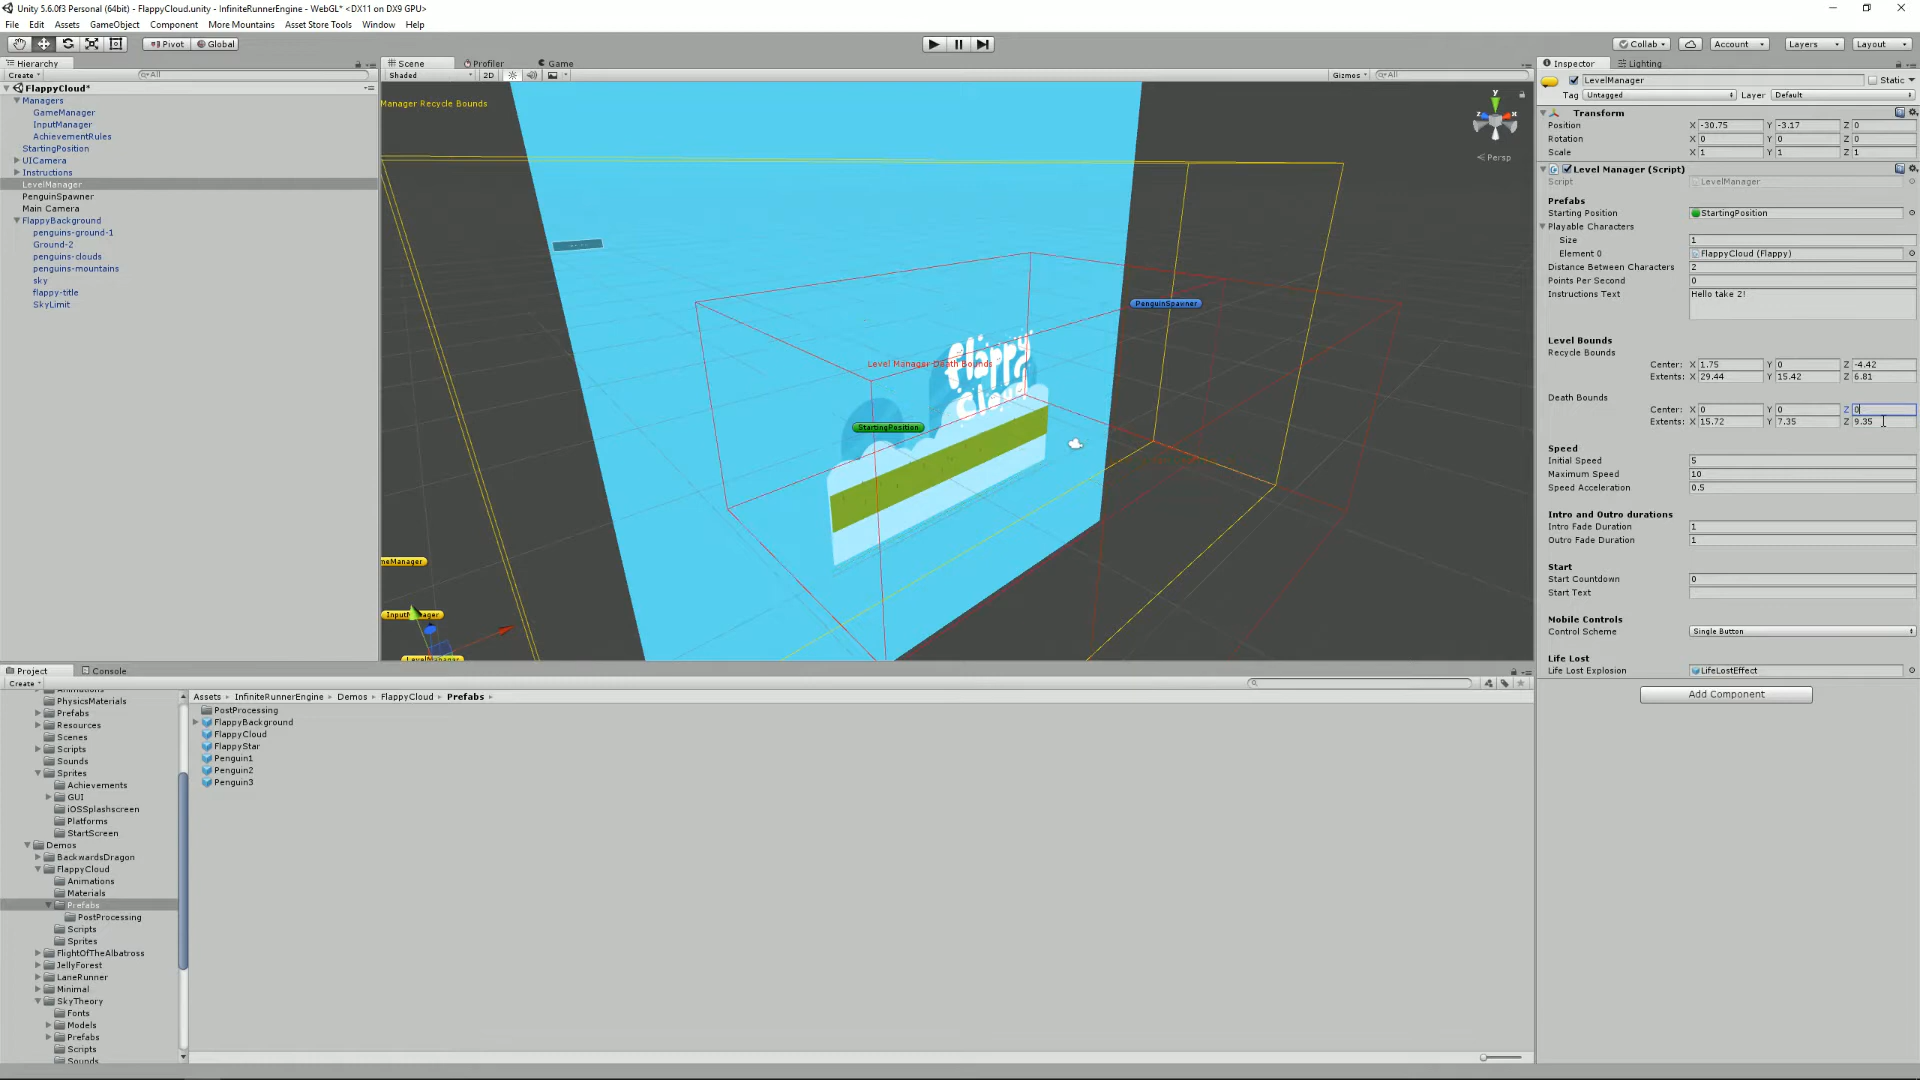 Unity 5.6.0f3 Personal (64bit) - FlappyCloud.unity - InfiniteRunnerEngine - WebGL* <DX11 on DX9 GPU>
File Edit Assets GameObject Component More Mountains Asset Store Tools Window Help
Pivot Global Collab Account Layers Layout
Hierarchy
Create All
FlappyCloud*
Managers
GameManager
InputManager
AchievementRules
StartingPosition
UICamera
Instructions
LevelManager
PenguinSpawner
Main Camera
FlappyBackground
penguins-ground-1
Ground-2
penguins-clouds
penguins-mountains
sky
flappy-title
SkyLimit
Scene Profiler Game
Shaded 2D Gizmos All
Manager Recycle Bounds
y
z x
Persp
PenguinSpawner
Level Manager Death Bounds
flappy
StartingPosition
meManager
InputManager
LevelManager
Inspector Lighting
LevelManager Static
Tag Untagged Layer Default
Transform
Position X -30.75 Y -3.17 Z 0
Rotation X 0 Y 0 Z 0
Scale X 1 Y 1 Z 1
Level Manager (Script)
Script LevelManager
Prefabs
Starting Position StartingPosition
Playable Characters
Size 1
Element 0 FlappyCloud (Flappy)
Distance Between Characters 2
Points Per Second 0
Instructions Text Hello take 2!
Level Bounds
Recycle Bounds
Center: X 1.75 Y 0 Z -4.42
Extents: X 29.44 Y 15.42 Z 6.81
Death Bounds
Center: X 0 Y 0 Z 0
Extents: X 15.72 Y 7.35 Z 9.35
Speed
Initial Speed 5
Maximum Speed 10
Speed Acceleration 0.5
Intro and Outro durations
Intro Fade Duration 1
Outro Fade Duration 1
Start
Start Countdown 0
Start Text
Mobile Controls
Control Scheme Single Button
Life Lost
Life Lost Explosion LifeLostEffect
Add Component
Project Console
Create
Animations
PhysicsMaterials
Prefabs
Resources
Scenes
Scripts
Sounds
Sprites
Achievements
GUI
iOSSplashscreen
Platforms
StartScreen
Demos
BackwardsDragon
FlappyCloud
Animations
Materials
Prefabs
PostProcessing
Scripts
Sprites
FlightOfTheAlbatross
JellyForest
LaneRunner
Minimal
SkyTheory
Fonts
Models
Prefabs
Scripts
Sounds
Assets InfiniteRunnerEngine Demos FlappyCloud Prefabs
PostProcessing
FlappyBackground
FlappyCloud
FlappyStar
Penguin1
Penguin2
Penguin3